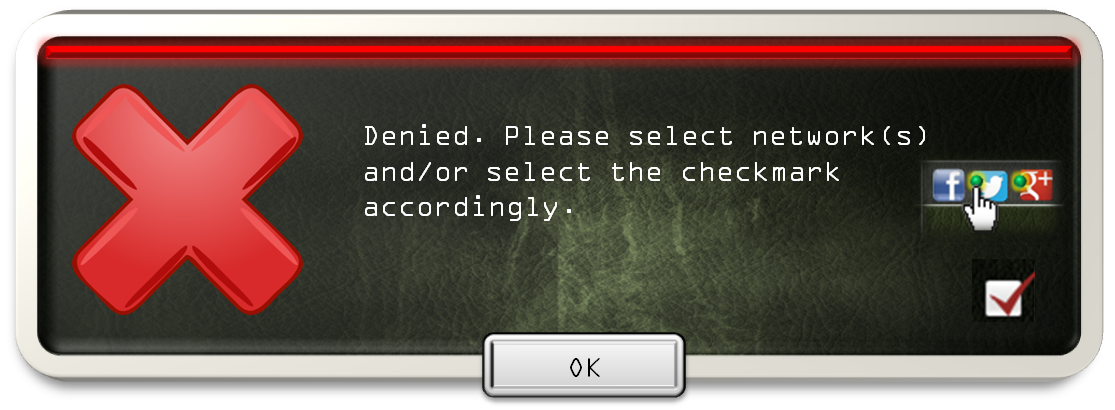 Denied. Please select network(s)
and/or select the checkmark
accordingly.
f g+
OK